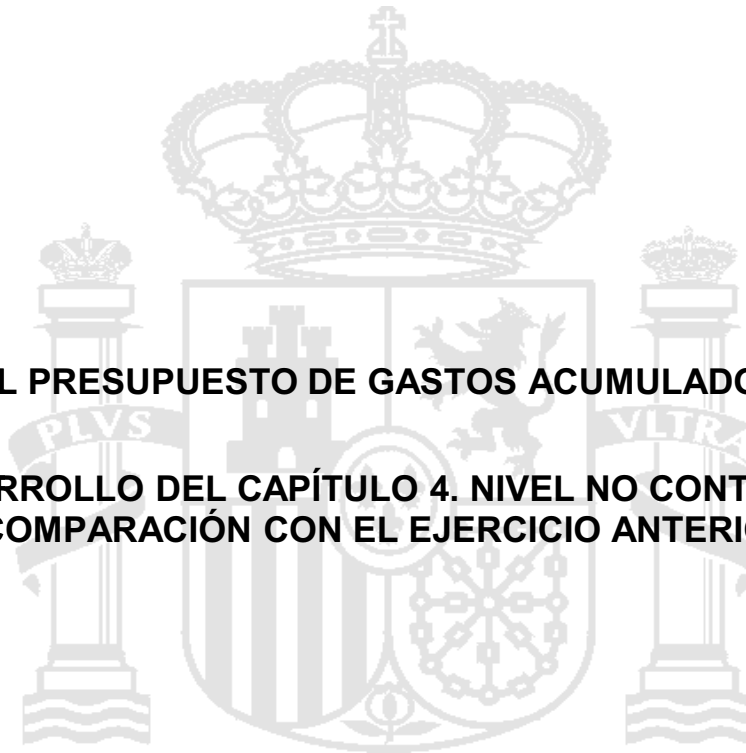 L PRESUPUESTO DE GASTOS ACUMULADO
RROLLO DEL CAPÍTULO 4. NIVEL NO CONT
COMPARACIÓN CON EL EJERCICIO ANTERI
PLVS
VLTRA